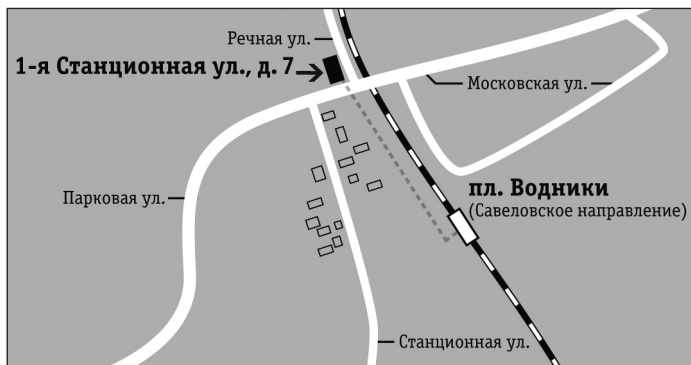 Речная ул.
1-я Станционная ул., д. 7
Московская ул.
Парковая ул.
пл. Водники
(Савеловское направление)
Станционная ул.